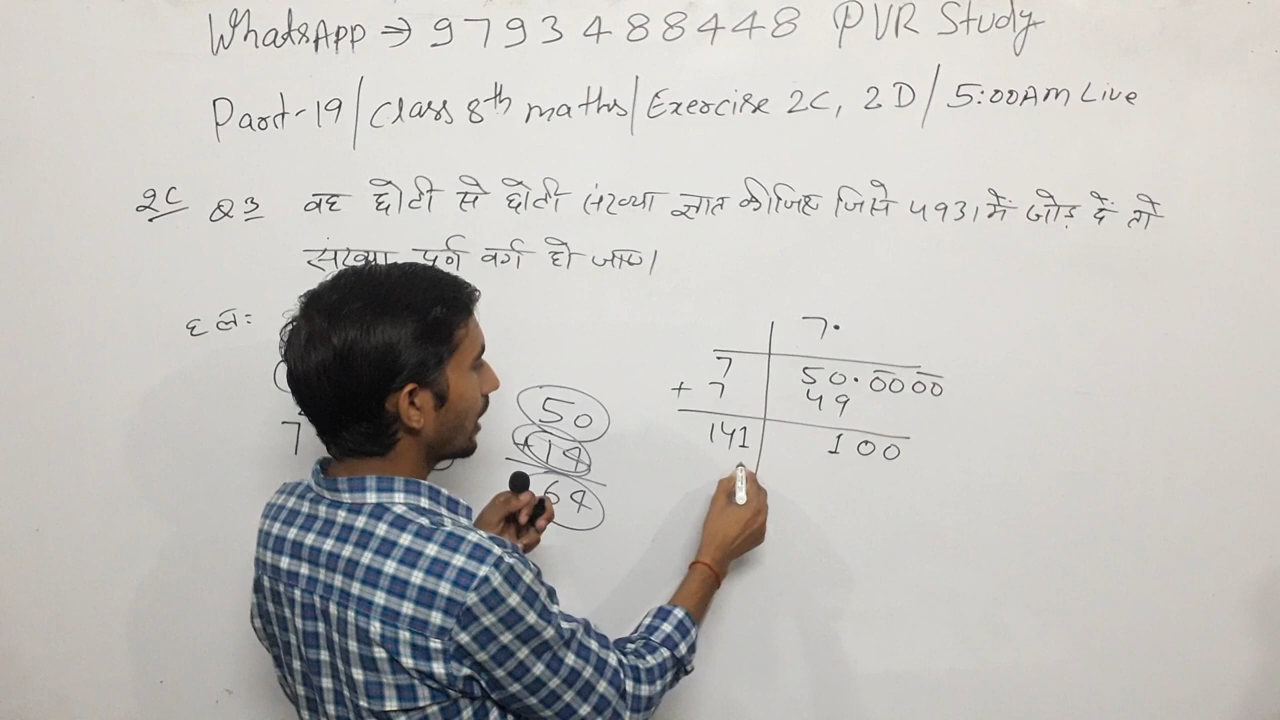 WhatsApp ⇒ 9793488448 PVR Study
Part-19/Class 8th maths/Exercise 2C, 2D/5:00AM Live
2C Q3 वह छोटी से छोटी संख्या ज्ञात कीजिए जिसे 4931 में जोड़ दें तो
संख्या पूर्ण वर्ग हो जाए।
हल:
7
50
+14
64
7.
7 50.0000
+7 49
141 100